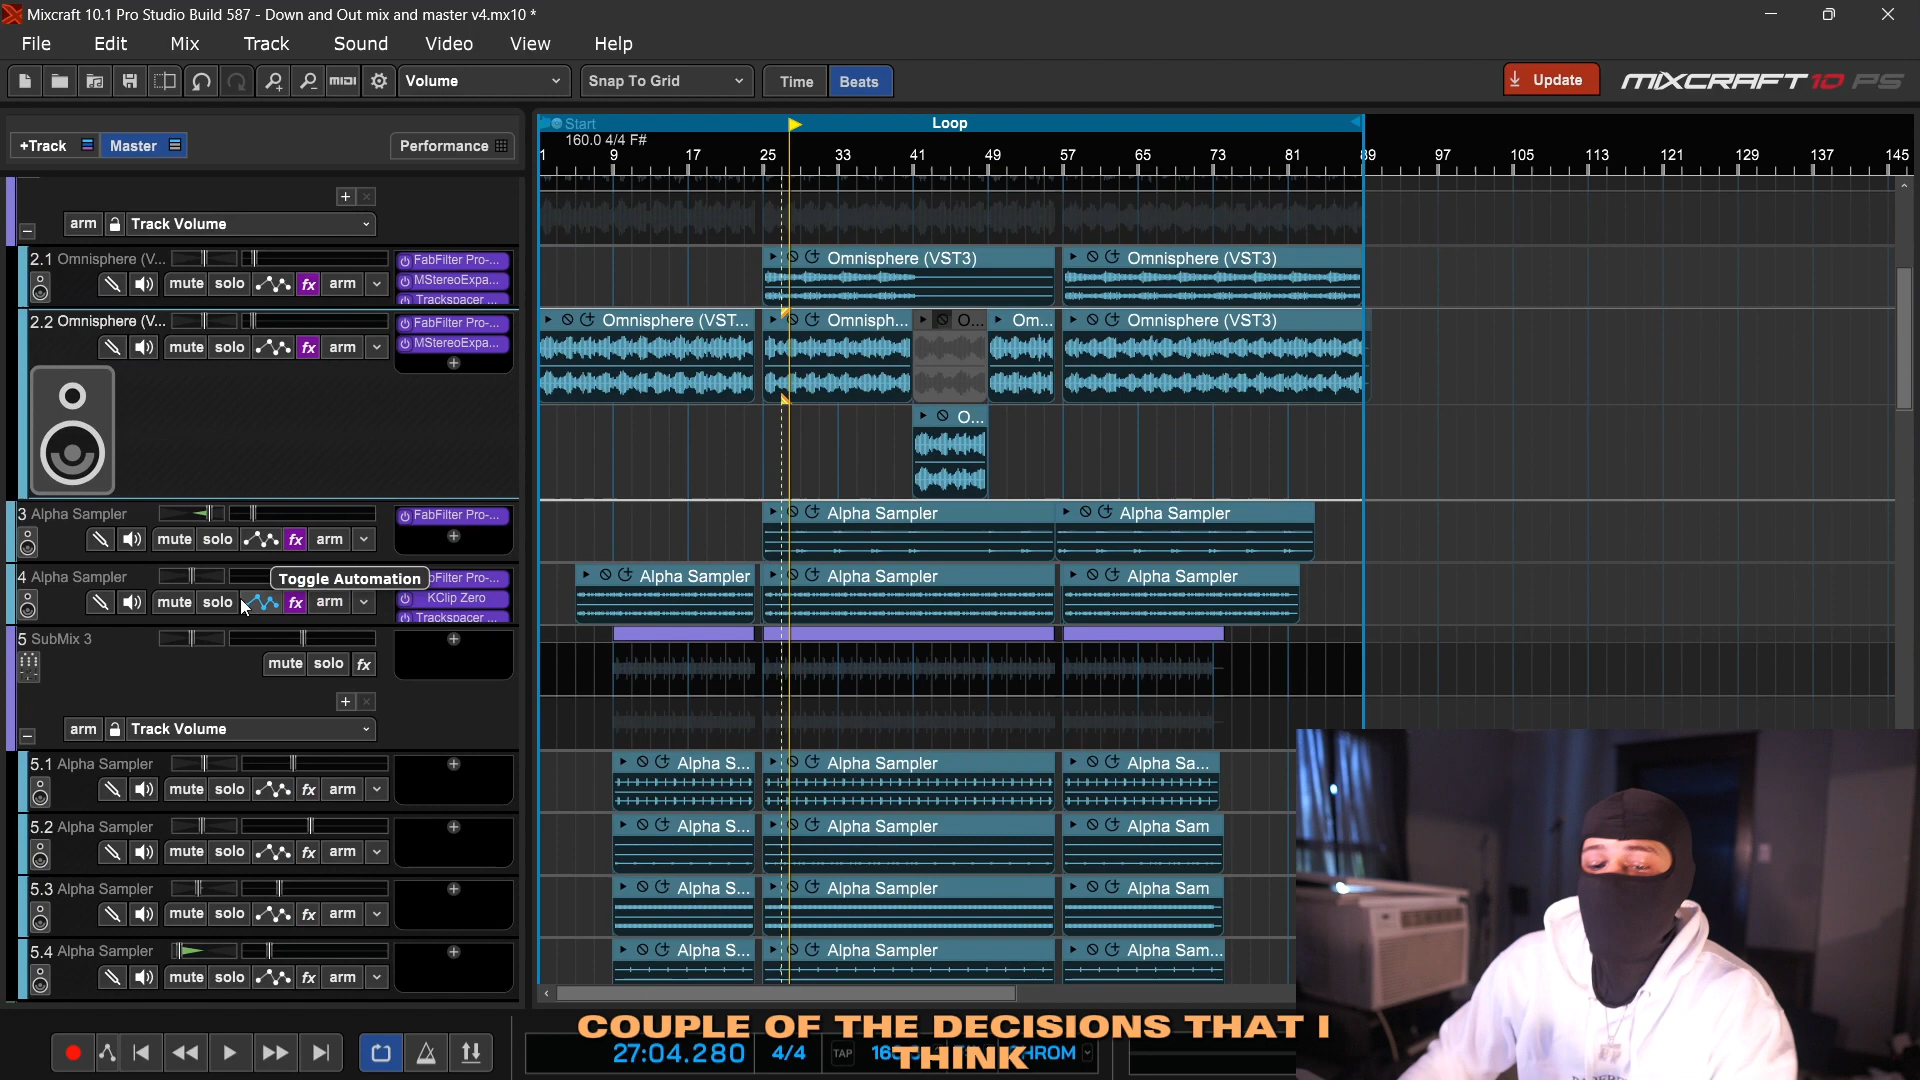 Mixcraft 10.1 Pro Studio Build 587 - Down and Out mix and master v4.mx10 *
File Edit Mix Track Sound Video View Help
MIDI Volume Snap To Grid Time Beats Update MIXCRAFT 10 PS
+Track Master Performance
Start Loop
160.0 4/4 F#
1 9 17 25 33 41 49 57 65 73 81 89 97 105 113 121 129 137 145
arm Track Volume
2.1 Omnisphere (V... FabFilter Pro-... Omnisphere (VST3) Omnisphere (VST3)
mute solo fx arm MStereoExpa...
Trackspacer ...
2.2 Omnisphere (V... FabFilter Pro-... Omnisphere (VST... Omnisph... O... Om... Omnisphere (VST3)
mute solo fx arm MStereoExpa...
O...
3 Alpha Sampler FabFilter Pro-... Alpha Sampler Alpha Sampler
mute solo fx arm
4 Alpha Sampler Toggle Automation bFilter Pro-... Alpha Sampler Alpha Sampler Alpha Sampler
mute solo fx arm KClip Zero
Trackspacer ...
5 SubMix 3
mute solo fx
arm Track Volume
5.1 Alpha Sampler Alpha S... Alpha Sampler Alpha Sa...
mute solo fx arm
5.2 Alpha Sampler Alpha S... Alpha Sampler Alpha Sam
mute solo fx arm
5.3 Alpha Sampler Alpha S... Alpha Sampler Alpha Sam
mute solo fx arm
5.4 Alpha Sampler Alpha S... Alpha Sampler Alpha Sam...
mute solo fx arm
COUPLE OF THE DECISIONS THAT I
THINK
27:04.280 4/4 TAP